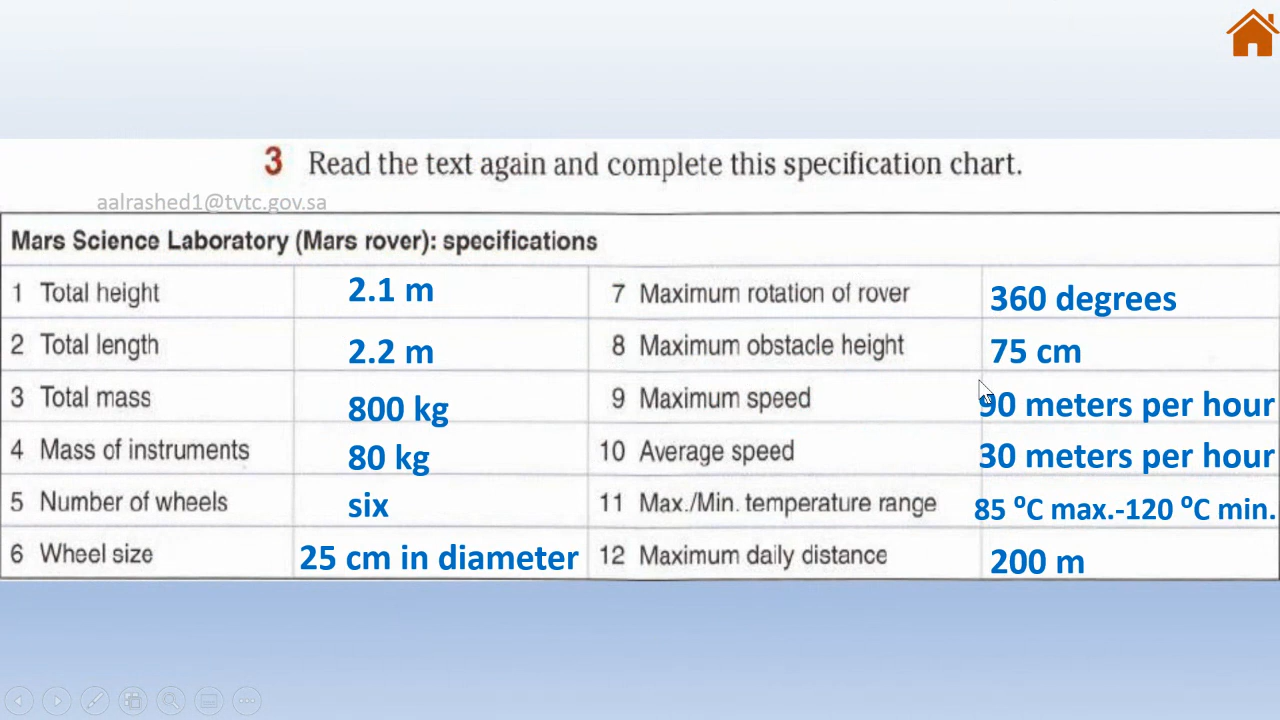 3 Read the text again and complete this specification chart.
aalrashed1@tvtc.gov.sa
Mars Science Laboratory (Mars rover): specifications
1 Total height 2.1 m 7 Maximum rotation of rover 360 degrees
2 Total length 2.2 m 8 Maximum obstacle height 75 cm
3 Total mass 800 kg 9 Maximum speed 90 meters per hour
4 Mass of instruments 80 kg 10 Average speed 30 meters per hour
5 Number of wheels six 11 Max./Min. temperature range 85 ⁰C max.-120 ⁰C min.
6 Wheel size 25 cm in diameter 12 Maximum daily distance 200 m